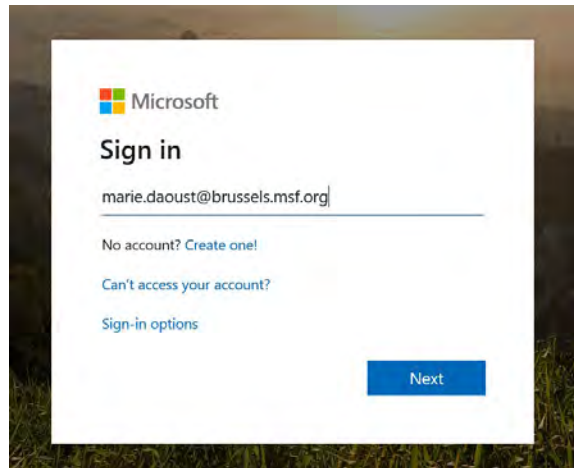 Microsoft
Sign in
marie.daoust@brussels.msf.org
No account? Create one!
Can't access your account?
Sign-in options
Next